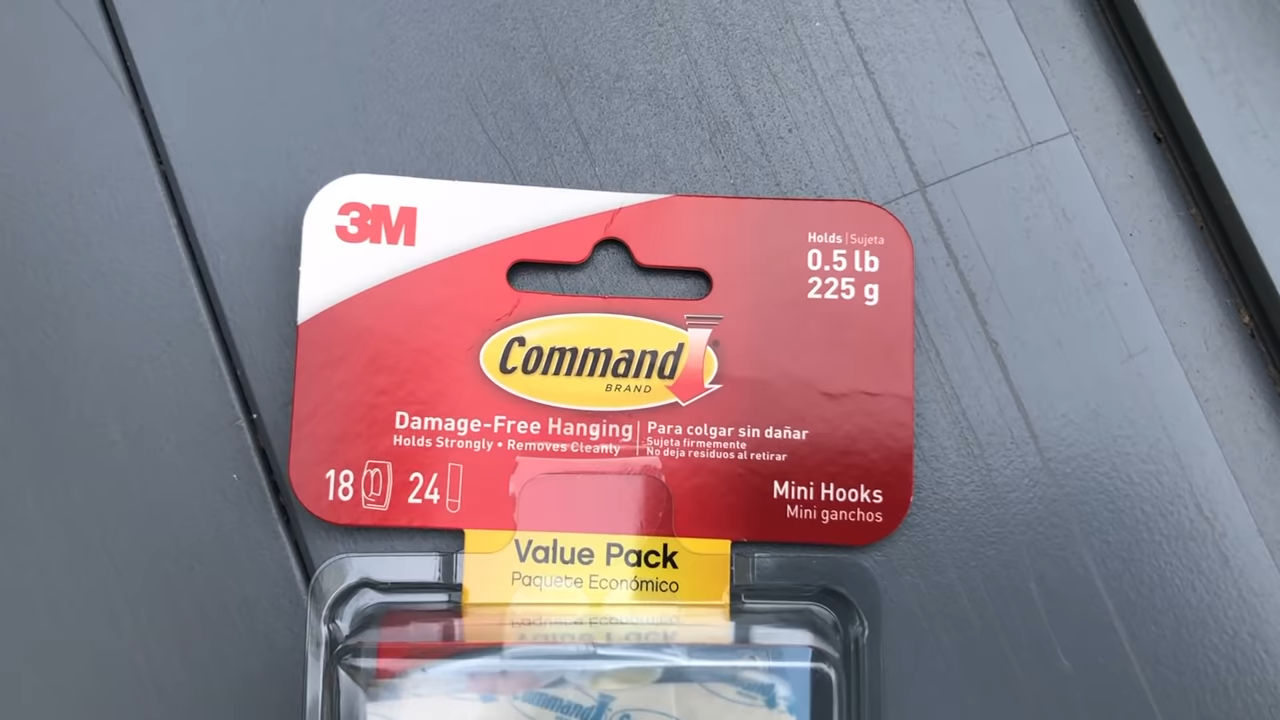 3M
Holds | Sujeta
0.5 lb
225 g
Command
BRAND
Damage-Free Hanging
Holds Strongly • Removes Cleanly
Para colgar sin dañar
Sujeta firmemente
No deja residuos al retirar
18 24
Mini Hooks
Mini ganchos
Value Pack
Paquete Económico
Command